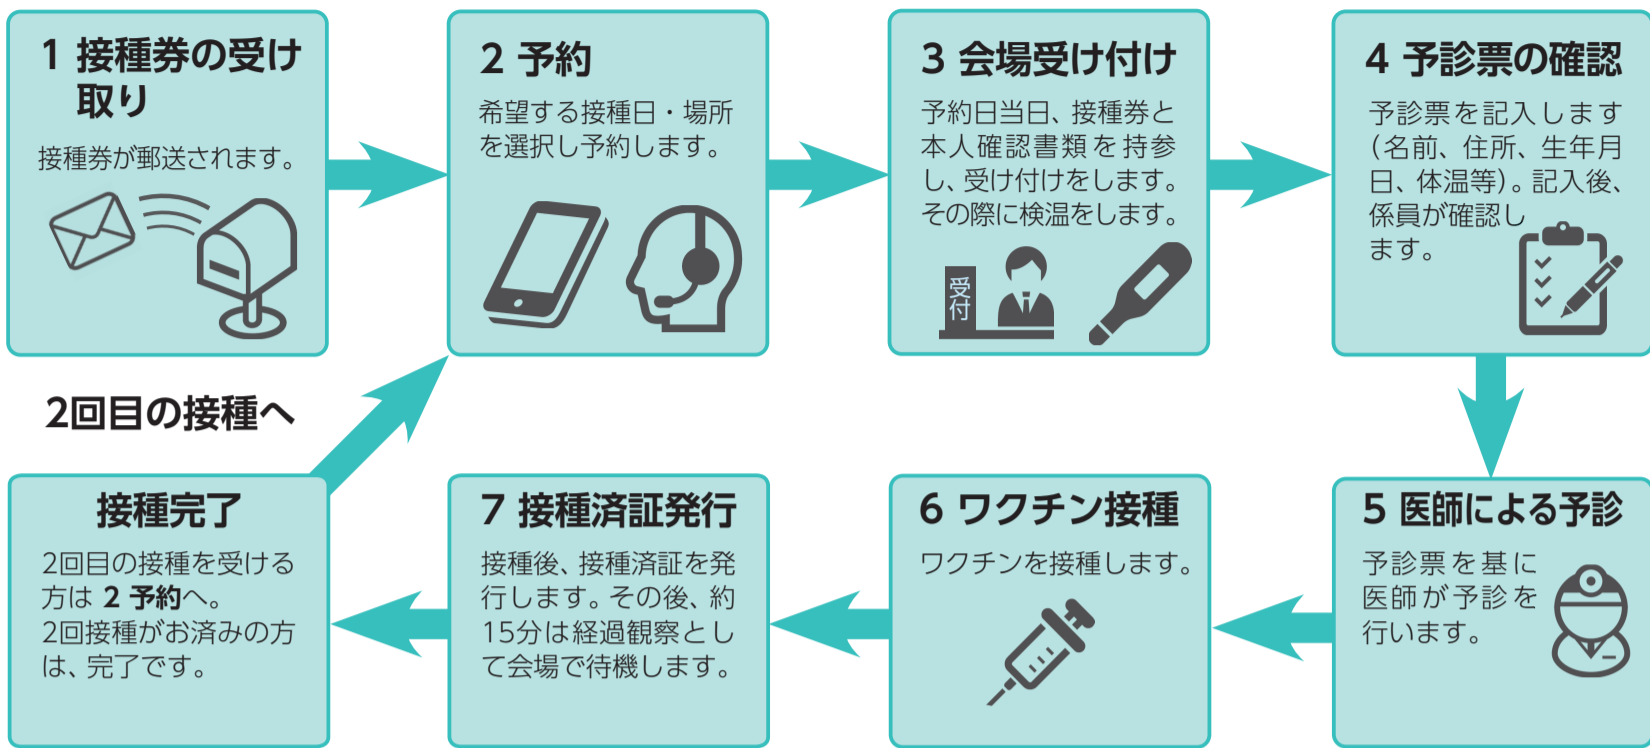 1 接種券の受け
取り
接種券が郵送されます。
2 予約
希望する接種日・場所
を選択し予約します。
3 会場受け付け
予約日当日、接種券と
本人確認書類を持参
し、受け付けをします。
その際に検温をします。
受付
4 予診票の確認
予診票を記入します
(名前、住所、生年月
日、体温等)。記入後、
係員が確認し
ます。
5 医師による予診
予診票を基に
医師が予診を
行います。
6 ワクチン接種
ワクチンを接種します。
7 接種済証発行
接種後、接種済証を発
行します。その後、約
15分は経過観察とし
て会場で待機します。
接種完了
2回目の接種を受ける
方は 2 予約へ。
2回接種がお済みの方
は、完了です。
2回目の接種へ